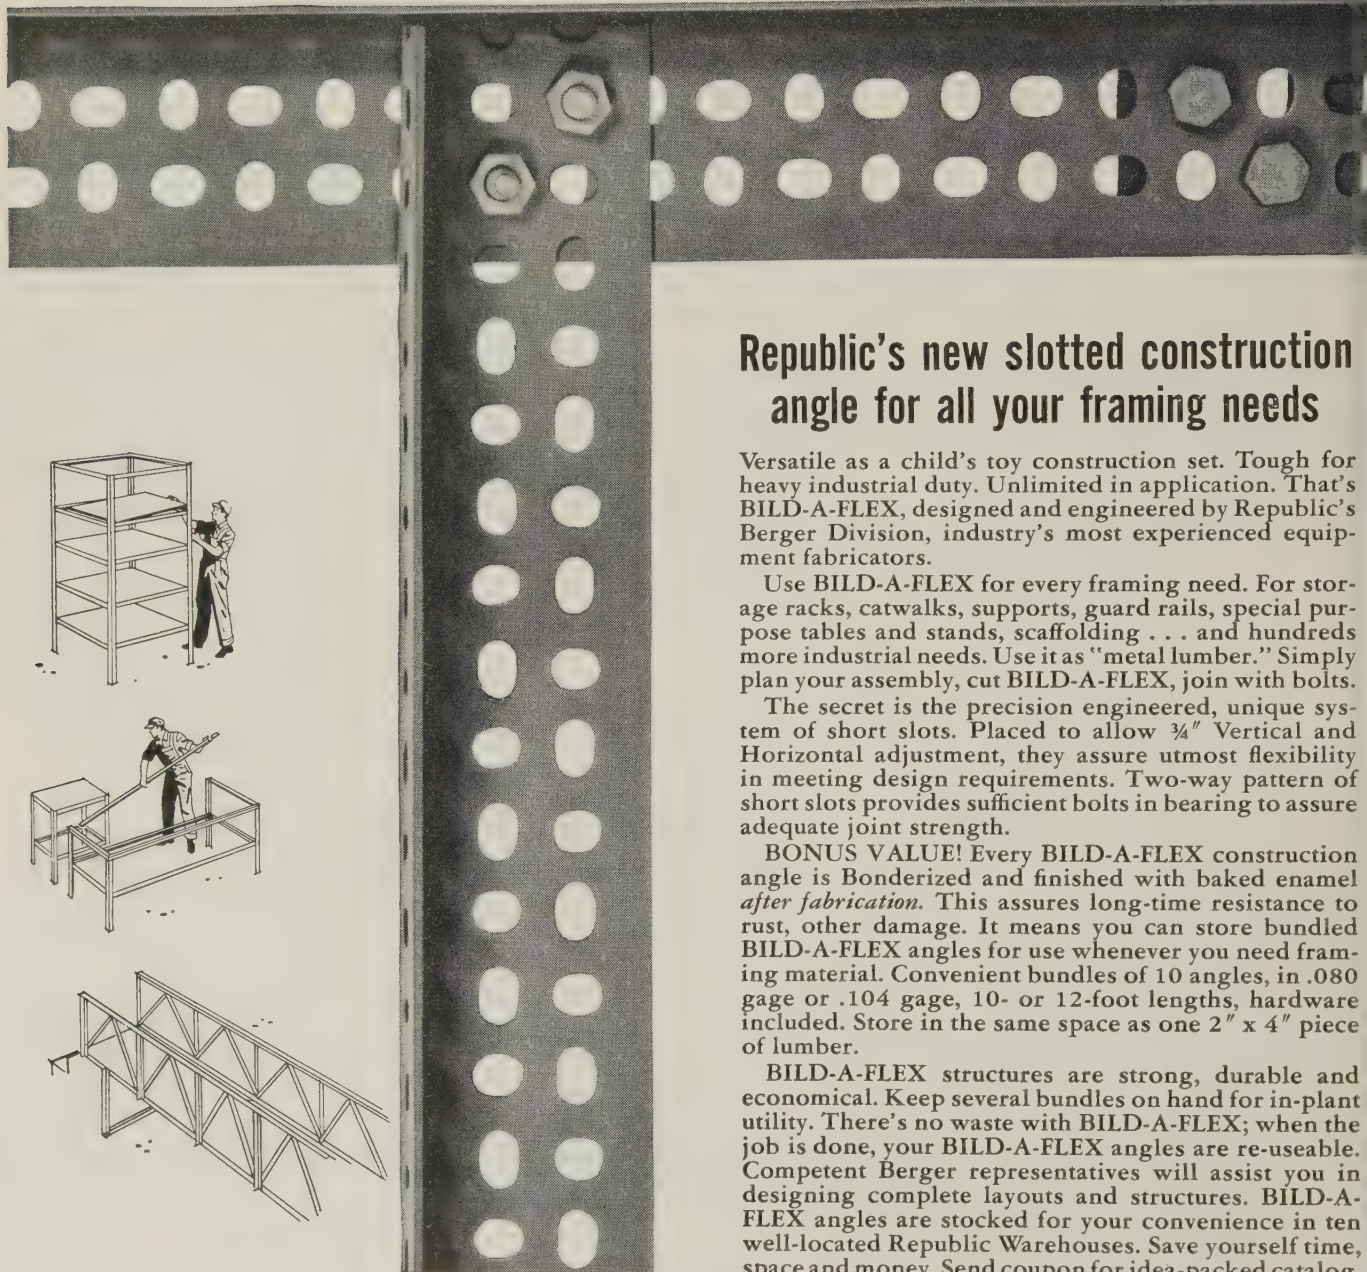 Republic's new slotted construction
angle for all your framing needs
Versatile as a child's toy construction set. Tough for
heavy industrial duty. Unlimited in application. That's
BILD-A-FLEX, designed and engineered by Republic's
Berger Division, industry's most experienced equip-
ment fabricators.
Use BILD-A-FLEX for every framing need. For stor-
age racks, catwalks, supports, guard rails, special pur-
pose tables and stands, scaffolding . . . and hundreds
more industrial needs. Use it as "metal lumber." Simply
plan your assembly, cut BILD-A-FLEX, join with bolts.
The secret is the precision engineered, unique sys-
tem of short slots. Placed to allow ¾" Vertical and
Horizontal adjustment, they assure utmost flexibility
in meeting design requirements. Two-way pattern of
short slots provides sufficient bolts in bearing to assure
adequate joint strength.
BONUS VALUE! Every BILD-A-FLEX construction
angle is Bonderized and finished with baked enamel
after fabrication. This assures long-time resistance to
rust, other damage. It means you can store bundled
BILD-A-FLEX angles for use whenever you need fram-
ing material. Convenient bundles of 10 angles, in .080
gage or .104 gage, 10- or 12-foot lengths, hardware
included. Store in the same space as one 2" x 4" piece
of lumber.
BILD-A-FLEX structures are strong, durable and
economical. Keep several bundles on hand for in-plant
utility. There's no waste with BILD-A-FLEX; when the
job is done, your BILD-A-FLEX angles are re-useable.
Competent Berger representatives will assist you in
designing complete layouts and structures. BILD-A-
FLEX angles are stocked for your convenience in ten
well-located Republic Warehouses. Save yourself time,
space and money. Send coupon for idea-packed catalog.